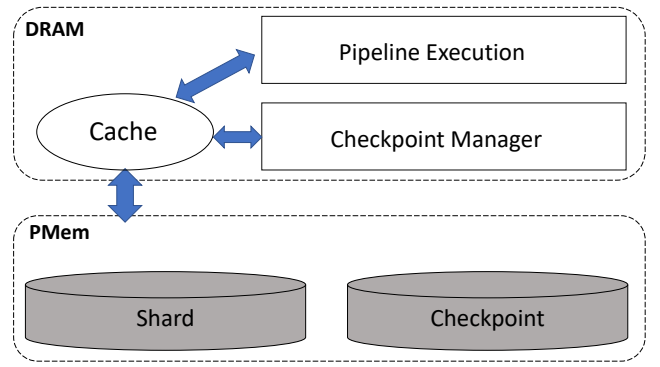 DRAM
Pipeline Execution
Cache
Checkpoint Manager
PMem
Shard
Checkpoint